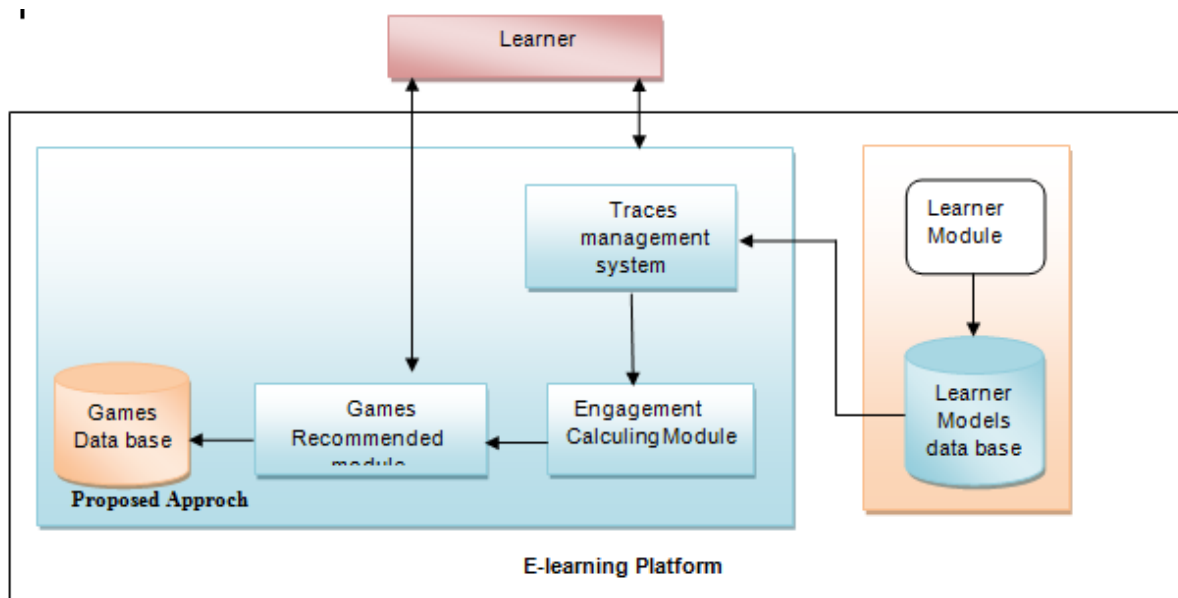 Learner
Traces
management
system
Learner
Module
Games
Data base
Games
Recommended
module
Engagement
CalculingModule
Learner
Models
data base
Proposed Approch
E-learning Platform